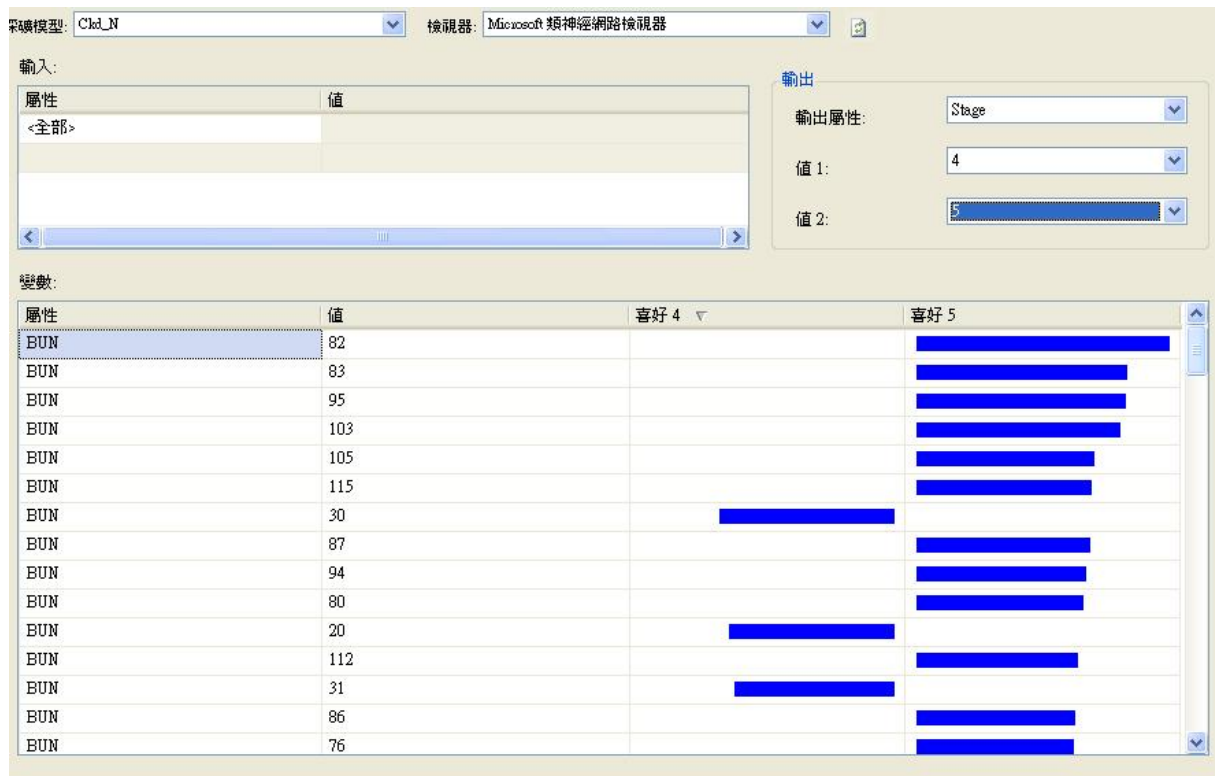 採礦模型: Ckd_N 檢視器: Microsoft 類神經網路檢視器
輸入:
屬性 值
<全部>
輸出
輸出屬性: Stage
值 1: 4
值 2: 5
變數:
屬性 值 喜好 4 喜好 5
BUN 82
BUN 83
BUN 95
BUN 103
BUN 105
BUN 115
BUN 30
BUN 87
BUN 94
BUN 80
BUN 20
BUN 112
BUN 31
BUN 86
BUN 76